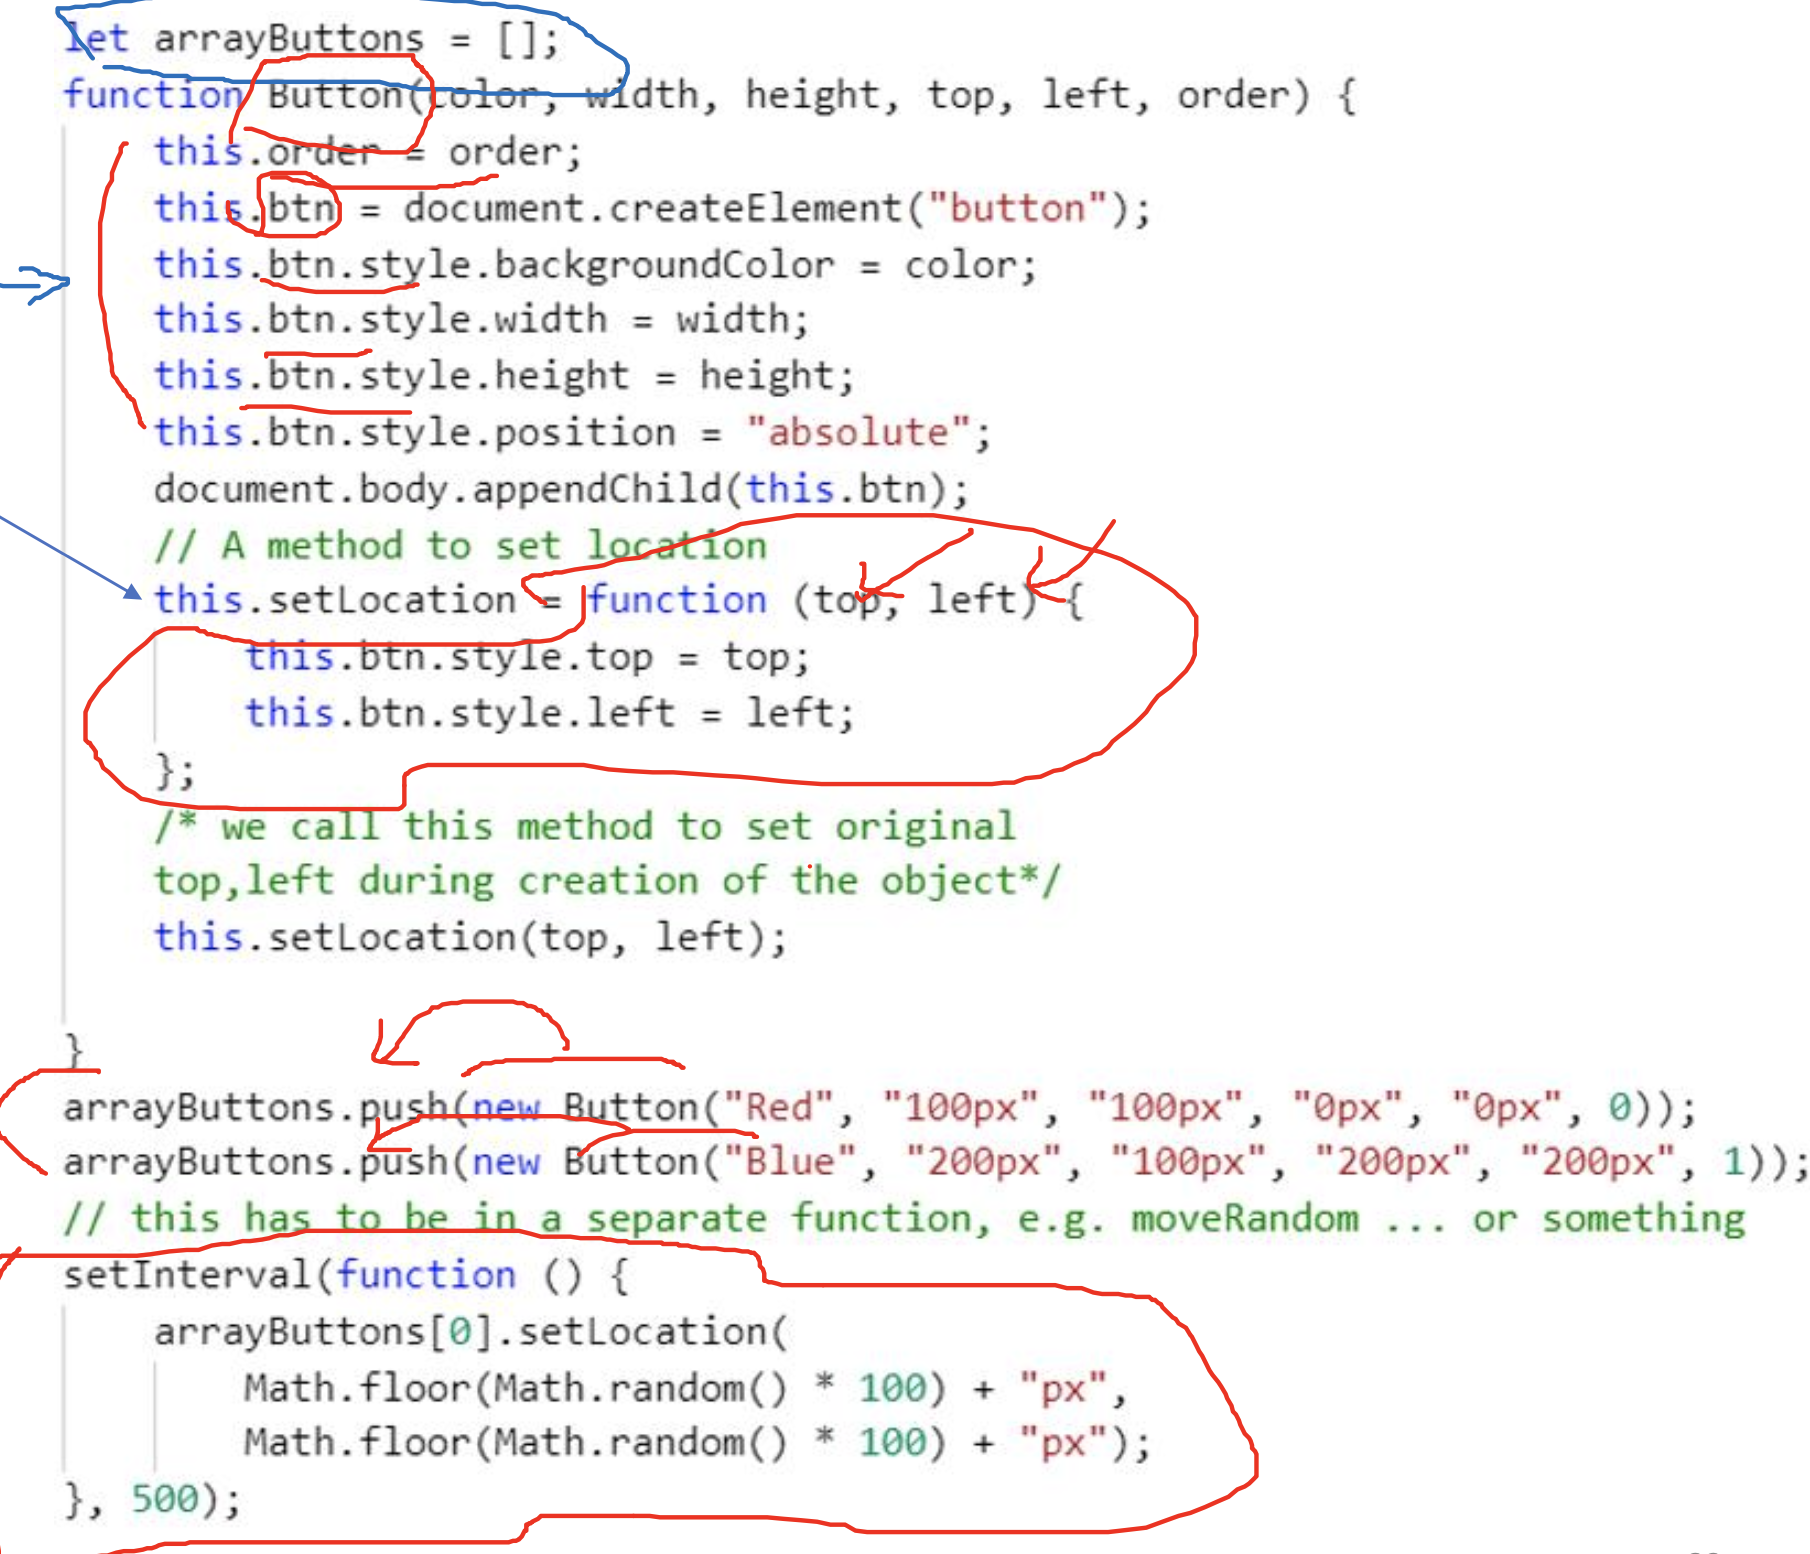 let arrayButtons = [];
function Button(color, width, height, top, left, order) {
this.order = order;
this.btn = document.createElement("button");
this.btn.style.backgroundColor = color;
this.btn.style.width = width;
this.btn.style.height = height;
this.btn.style.position = "absolute";
document.body.appendChild(this.btn);
// A method to set location
this.setLocation = function (top, left) {
this.btn.style.top = top;
this.btn.style.left = left;
};
/* we call this method to set original
top,left during creation of the object*/
this.setLocation(top, left);
}
arrayButtons.push(new Button("Red", "100px", "100px", "0px", "0px", 0));
arrayButtons.push(new Button("Blue", "200px", "100px", "200px", "200px", 1));
// this has to be in a separate function, e.g. moveRandom ... or something
setInterval(function () {
arrayButtons[0].setLocation(
Math.floor(Math.random() * 100) + "px",
Math.floor(Math.random() * 100) + "px");
}, 500);